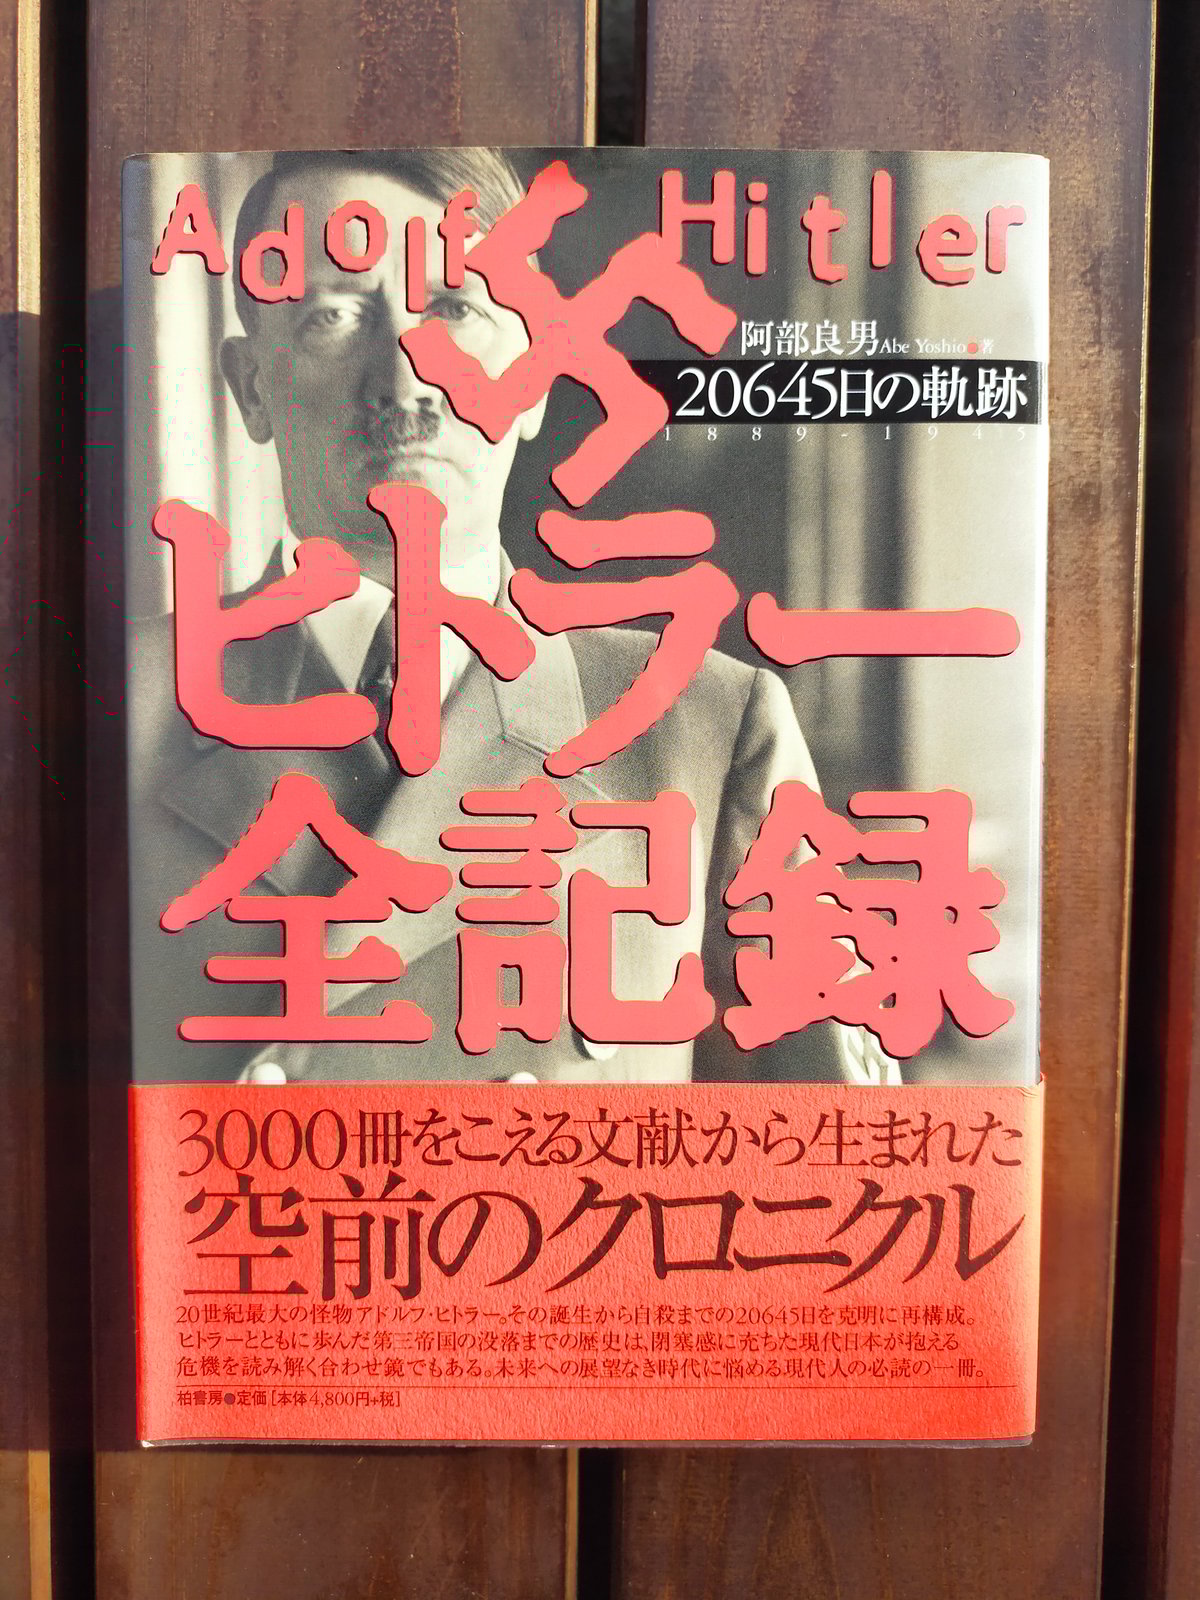 Adolf Hitler
阿部良男 Abe Yoshio●著
20645日の軌跡
1889-1945
ヒトラー
全記録
3000冊をこえる文献から生まれた
空前のクロニクル
20世紀最大の怪物アドルフ・ヒトラー。その誕生から自殺までの20645日を克明に再構成。
ヒトラーとともに歩んだ第三帝国の没落までの歴史は、閉塞感に充ちた現代日本が抱える
危機を読み解く合わせ鏡でもある。未来への展望なき時代に悩める現代人の必読の一冊。
柏書房●定価[本体4,800円+税]